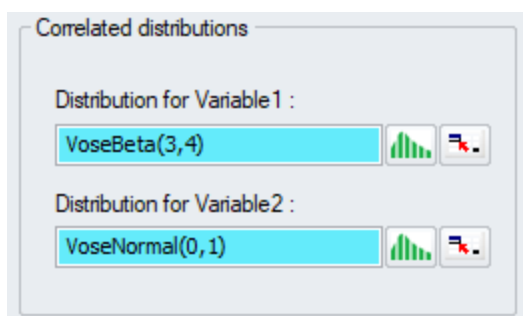 Correlated distributions
Distribution for Variable1 :
VoseBeta(3,4)
Distribution for Variable2 :
VoseNormal(0,1)